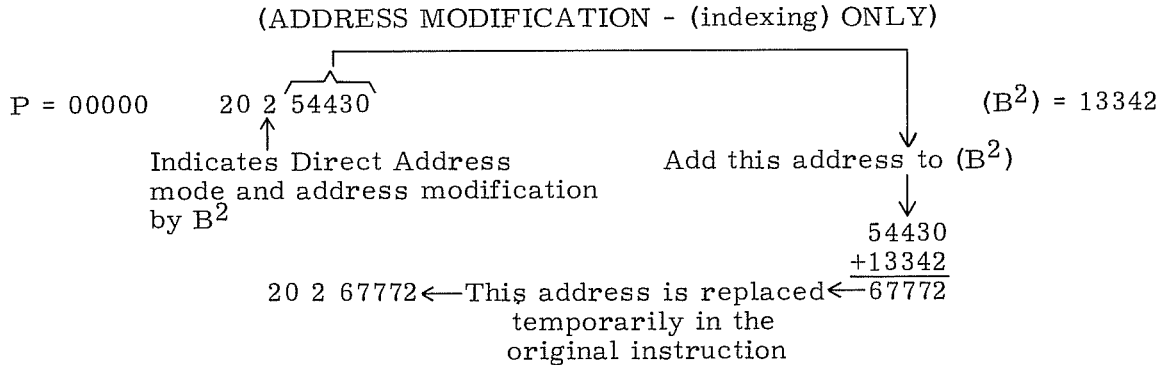 (ADDRESS MODIFICATION - (indexing) ONLY)
P = 00000 20 2 54430 (B²) = 13342
Indicates Direct Address
mode and address modification
by B²
Add this address to (B²)
54430
+13342
20 2 67772 ← This address is replaced ← 67772
temporarily in the
original instruction